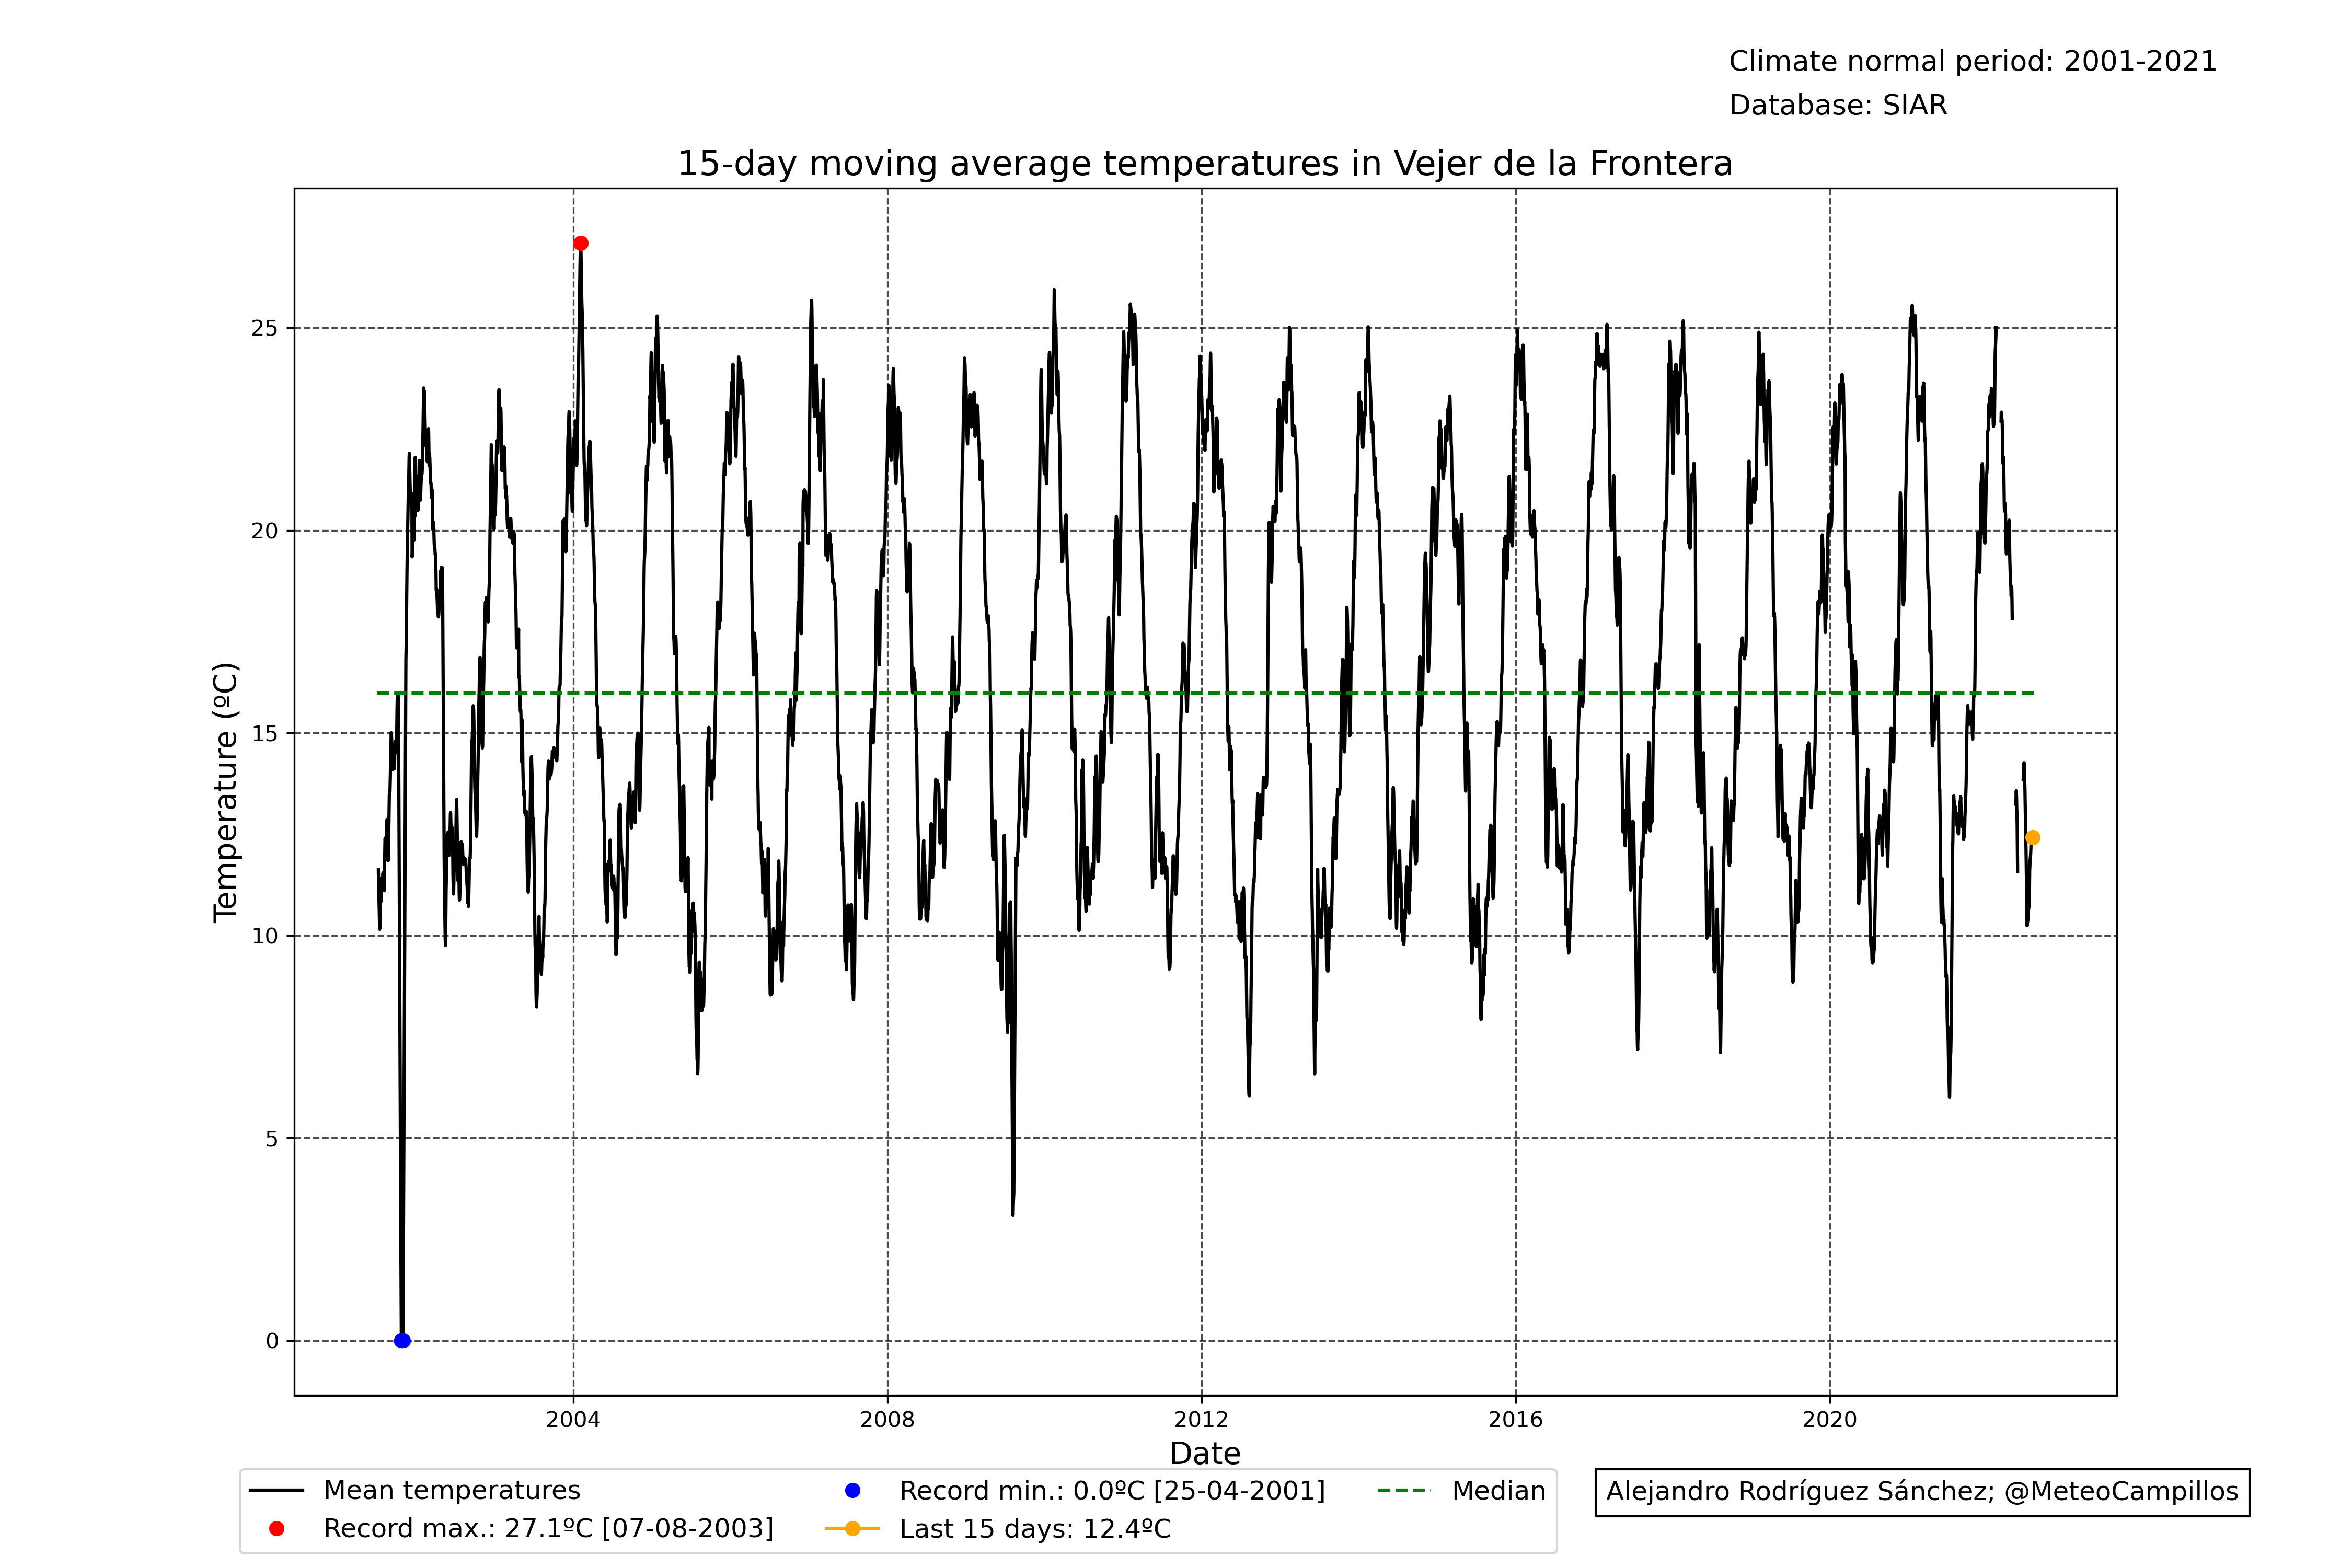 Climate normal period: 2001-2021
Database: SIAR
15-day moving average temperatures in Vejer de la Frontera
25
20
15
10
5
0
Temperature (ºC)
2004 2008 2012 2016 2020
Date
Mean temperatures
Record max.: 27.1ºC [07-08-2003]
Record min.: 0.0ºC [25-04-2001]
Last 15 days: 12.4ºC
Median
Alejandro Rodríguez Sánchez; @MeteoCampillos